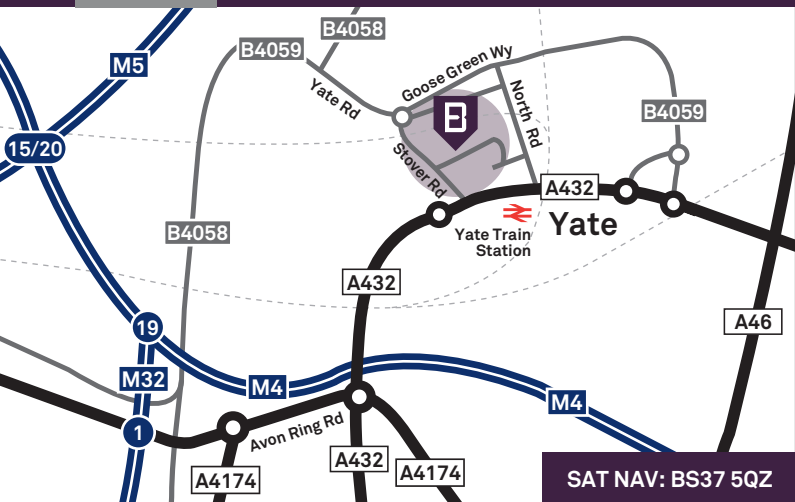 B4058
B4059
Goose Green Wy
M5
Yate Rd
North Rd
B4059
B
15/20
Stover Rd
A432
Yate
Yate Train
Station
B4058
A432
19
A46
M32
M4
M4
1
Avon Ring Rd
A432
A4174
A4174
SAT NAV: BS37 5QZ